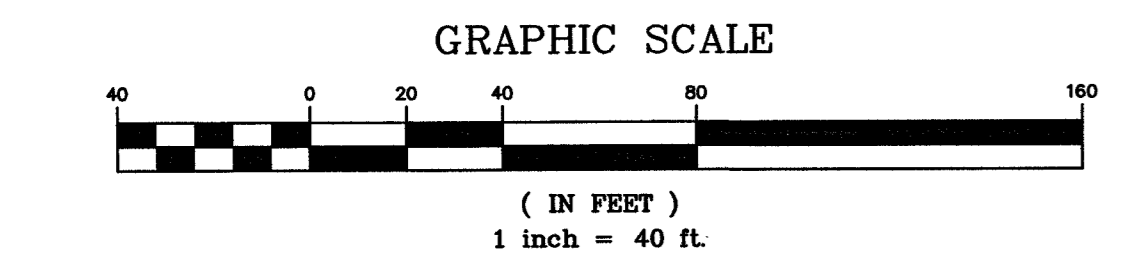 GRAPHIC SCALE
40 0 20 40 80 160
( IN FEET )
1 inch = 40 ft.